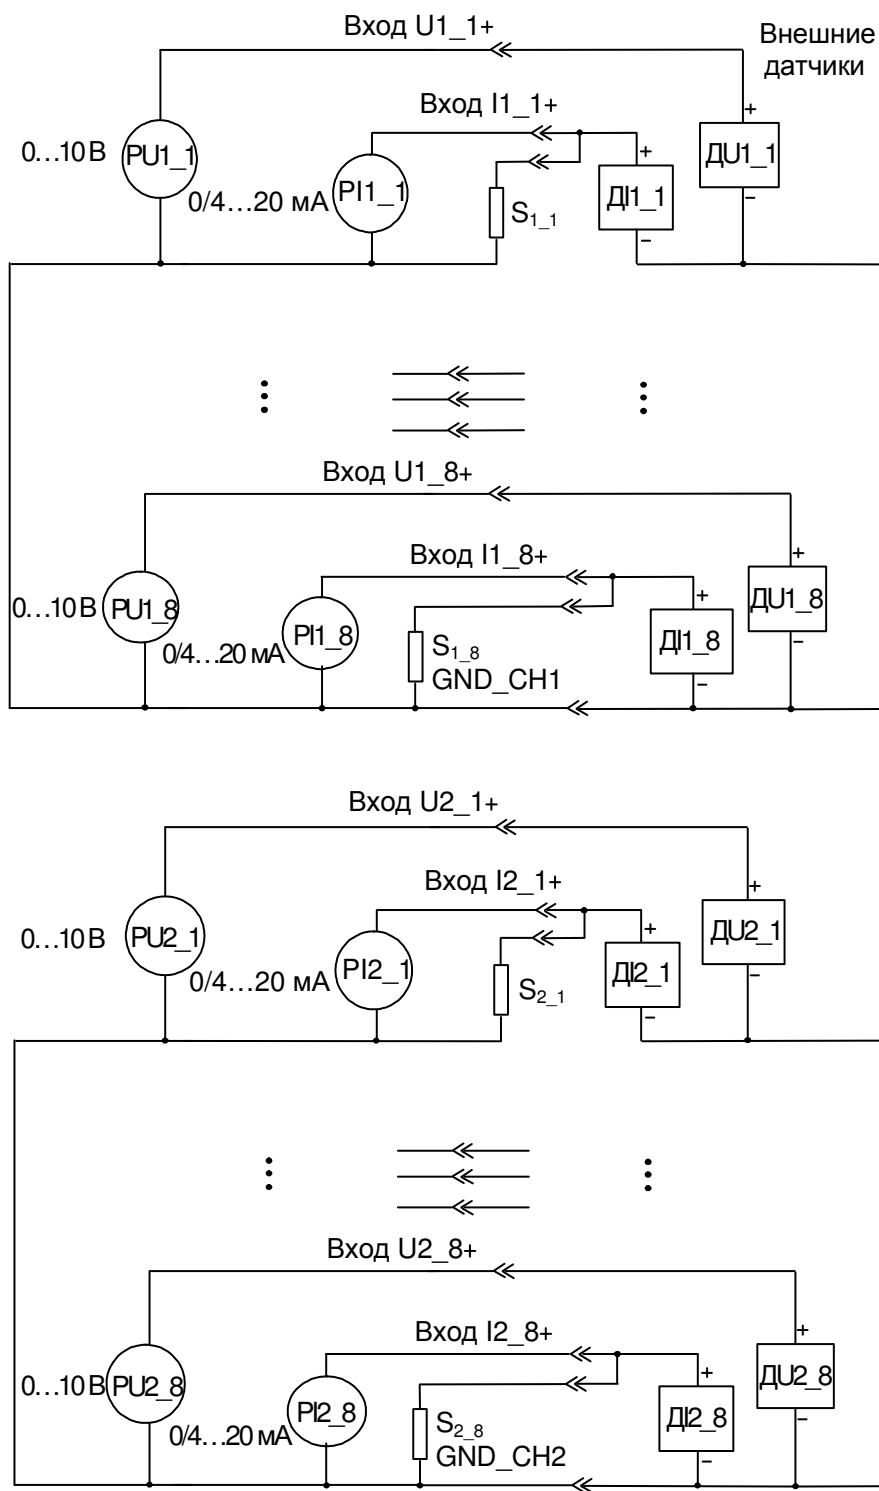 Вход U1_1+
Внешние
датчики
Вход I1_1+
+
+
0...10 В
PU1_1
ДU1_1
0/4...20 мА
PI1_1
S1_1
ДI1_1
–
–
Вход U1_8+
Вход I1_8+
+
+
0...10 В
PU1_8
ДU1_8
0/4...20 мА
PI1_8
S1_8
ДI1_8
GND_CH1
–
–
Вход U2_1+
Вход I2_1+
+
+
0...10 В
PU2_1
ДU2_1
0/4...20 мА
PI2_1
S2_1
ДI2_1
–
–
Вход U2_8+
Вход I2_8+
+
+
0...10 В
PU2_8
ДU2_8
0/4...20 мА
PI2_8
S2_8
ДI2_8
GND_CH2
–
–